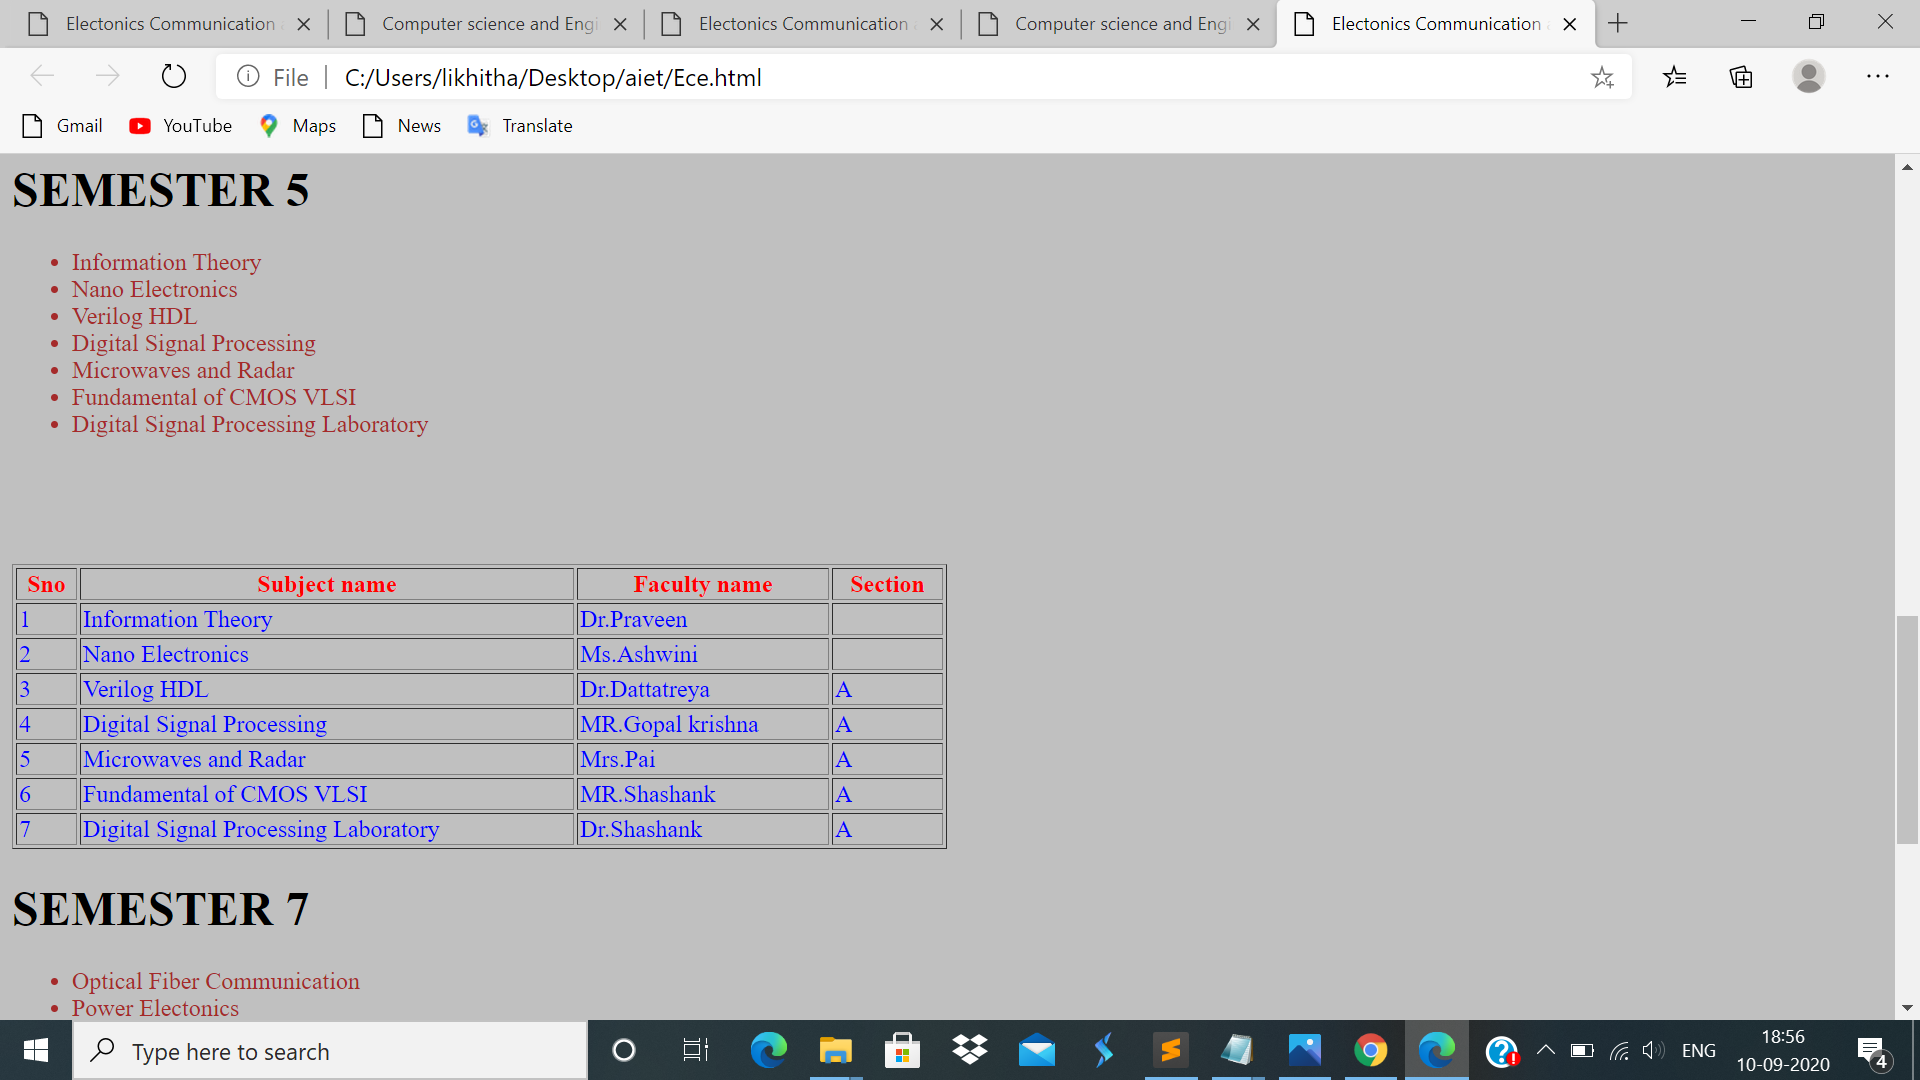 Electonics Communication
Computer science and Engi
Electonics Communication
Computer science and Engi
Electonics Communication
File
C:/Users/likhitha/Desktop/aiet/Ece.html
Gmail
YouTube
Maps
News
Translate
SEMESTER 5
• Information Theory
• Nano Electronics
• Verilog HDL
• Digital Signal Processing
• Microwaves and Radar
• Fundamental of CMOS VLSI
• Digital Signal Processing Laboratory
Sno Subject name Faculty name Section
1 Information Theory Dr.Praveen
2 Nano Electronics Ms.Ashwini
3 Verilog HDL Dr.Dattatreya A
4 Digital Signal Processing MR.Gopal krishna A
5 Microwaves and Radar Mrs.Pai A
6 Fundamental of CMOS VLSI MR.Shashank A
7 Digital Signal Processing Laboratory Dr.Shashank A
SEMESTER 7
• Optical Fiber Communication
• Power Electonics
Type here to search
ENG
18:56
10-09-2020
4